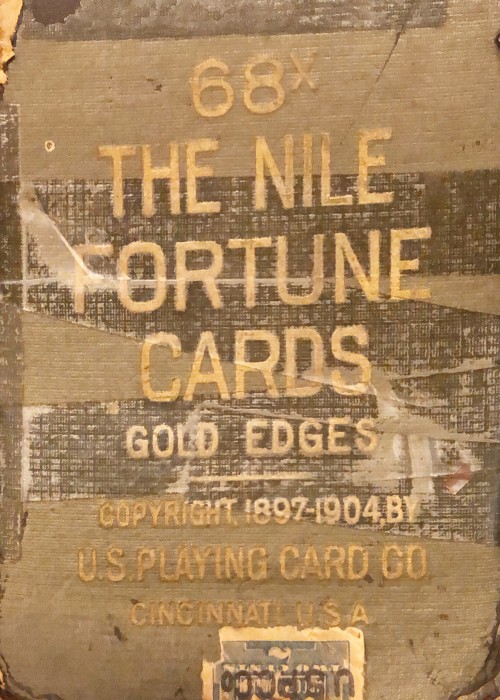 68X
THE NILE
FORTUNE
CARDS
GOLD EDGES
COPYRIGHT, 1897-1904, BY
U.S. PLAYING CARD CO
CINCINNATI, U.S.A